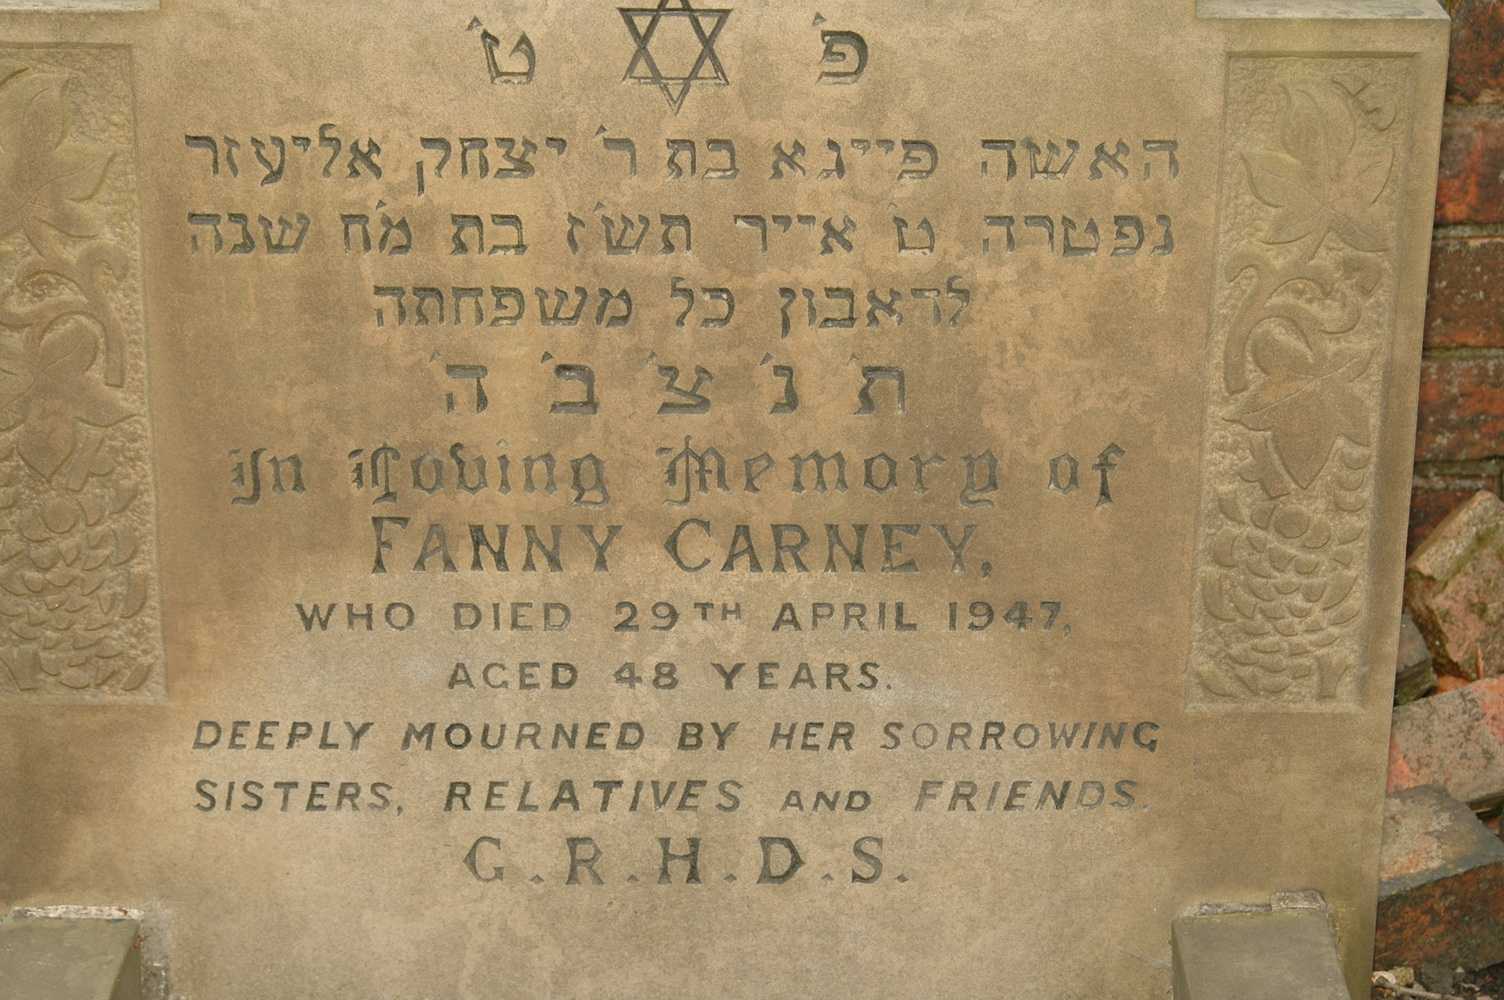 פ׳ ט׳
האשה פייגא בת ר׳ יצחק אליעזר
נפטרה ט׳ אייר תש״ז בת מ״ח שנה
לדאבון כל משפחתה
ת׳ נ׳ צ׳ ב׳ ה׳
In Loving Memory of
FANNY CARNEY,
WHO DIED 29TH APRIL 1947,
AGED 48 YEARS.
DEEPLY MOURNED BY HER SORROWING
SISTERS, RELATIVES AND FRIENDS.
G.R.H.D.S.